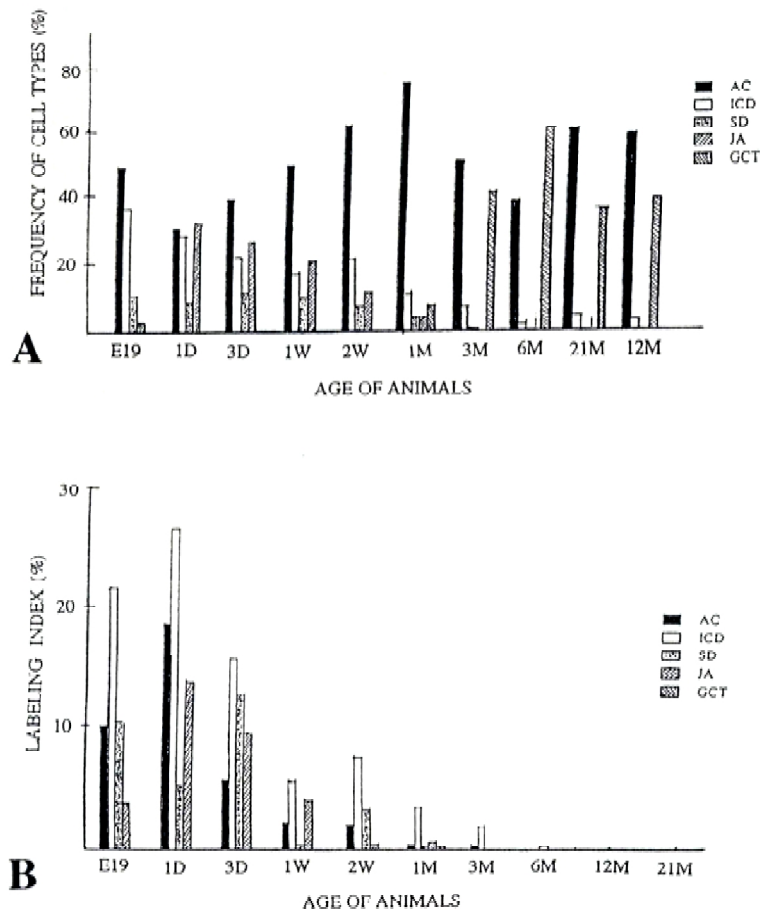 FREQUENCY OF CELL TYPES (%)
80
60
40
20
AC
ICD
SD
JA
GCT
E19 1D 3D 1W 2W 1M 3M 6M 21M 12M
AGE OF ANIMALS
A
LABELING INDEX (%)
30
20
10
AC
ICD
SD
JA
GCT
E19 1D 3D 1W 2W 1M 3M 6M 12M 21M
AGE OF ANIMALS
B